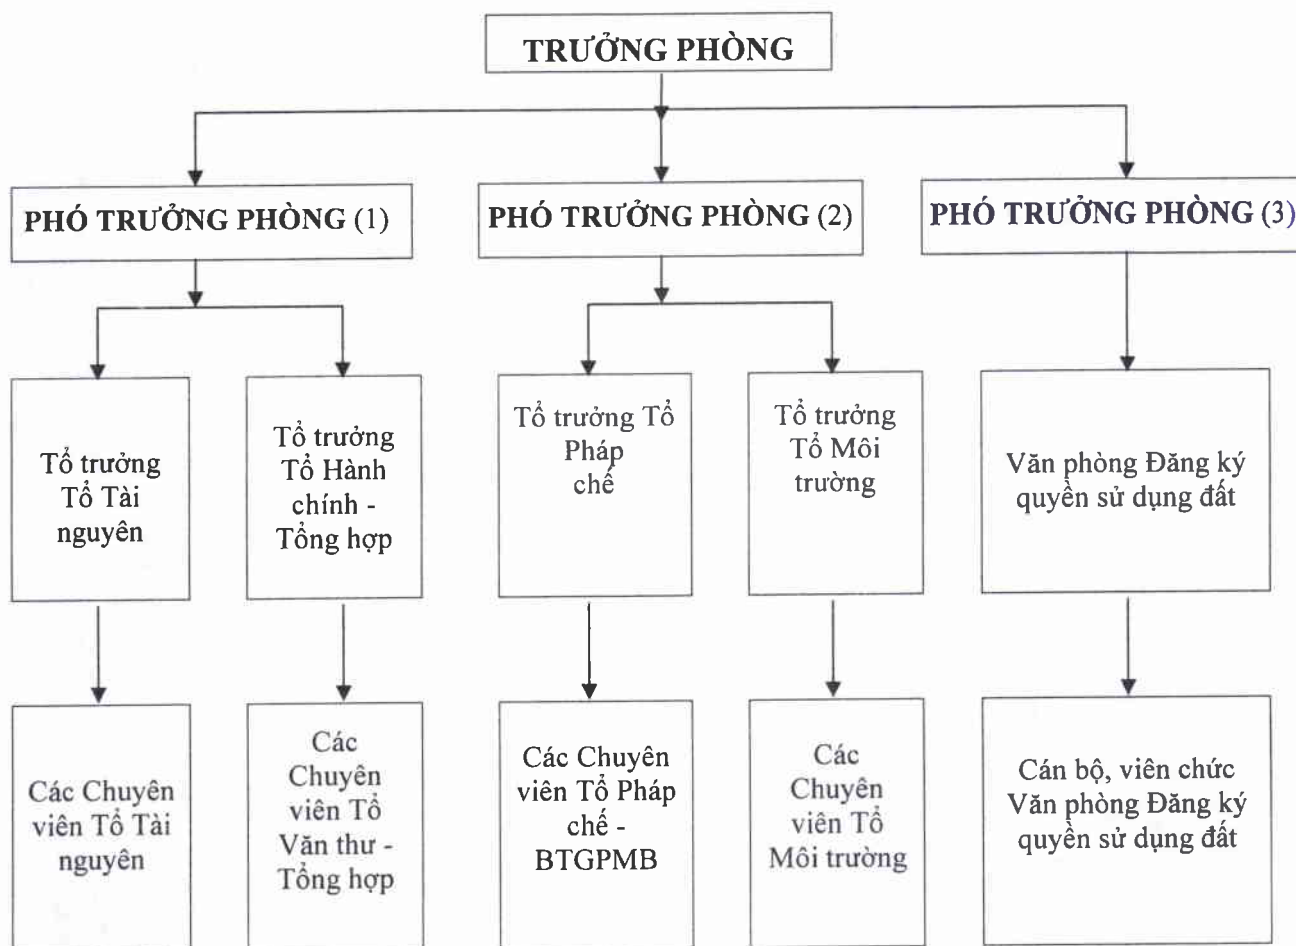 TRƯỞNG PHÒNG
PHÓ TRƯỞNG PHÒNG (1)
PHÓ TRƯỞNG PHÒNG (2)
PHÓ TRƯỞNG PHÒNG (3)
Tổ trưởng
Tổ Tài
nguyên
Tổ trưởng
Tổ Hành
chính -
Tổng hợp
Tổ trưởng Tổ
Pháp
chế
Tổ trưởng
Tổ Môi
trường
Văn phòng Đăng ký
quyền sử dụng đất
Các Chuyên
viên Tổ Tài
nguyên
Các
Chuyên
viên Tổ
Văn thư -
Tổng hợp
Các Chuyên
viên Tổ Pháp
chế -
BTGPMB
Các
Chuyên
viên Tổ
Môi trường
Cán bộ, viên chức
Văn phòng Đăng ký
quyền sử dụng đất